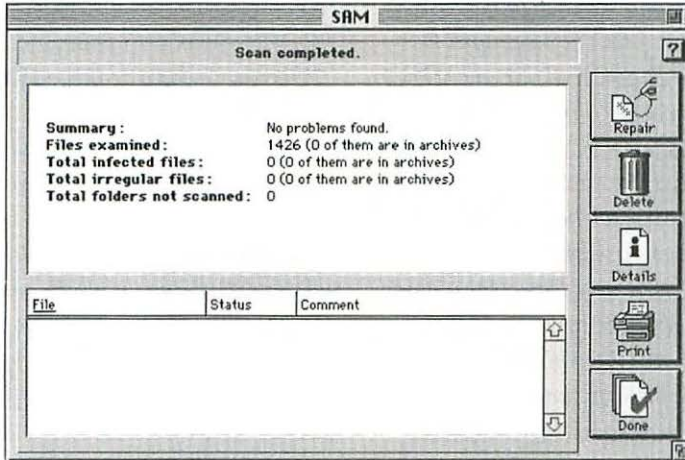 SAM
Scan completed.
?
Summary: No problems found.
Files examined: 1426 (0 of them are in archives)
Total infected files: 0 (0 of them are in archives)
Total irregular files: 0 (0 of them are in archives)
Total folders not scanned: 0
File Status Comment
Repair
Delete
Details
Print
Done